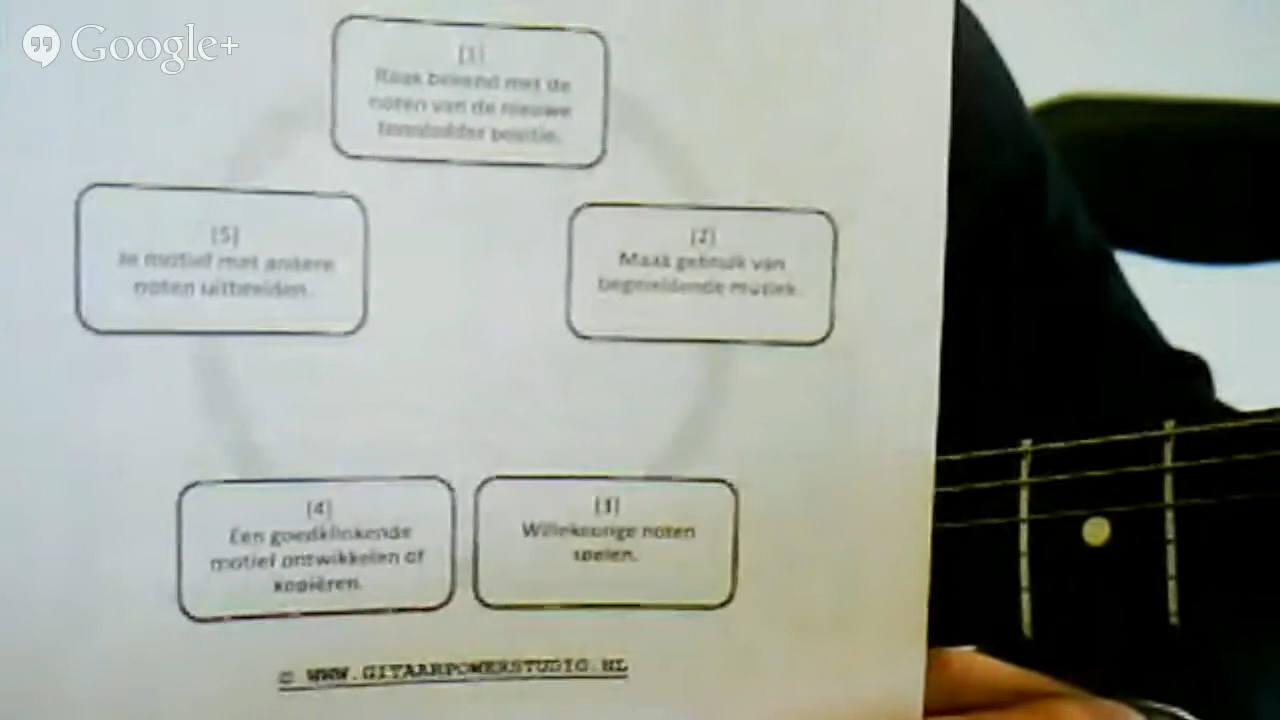 Google+
[1]
Raak bekend met de
noten van de nieuwe
toonladder positie.
[5]
Je motief met andere
noten uitbreiden.
[2]
Maak gebruik van
begeleidende muziek.
[4]
Een goedklinkende
motief ontwikkelen of
kopiëren.
[3]
Willekeurige noten
spelen.
© WWW.GITAARPOWERSTUDIO.NL